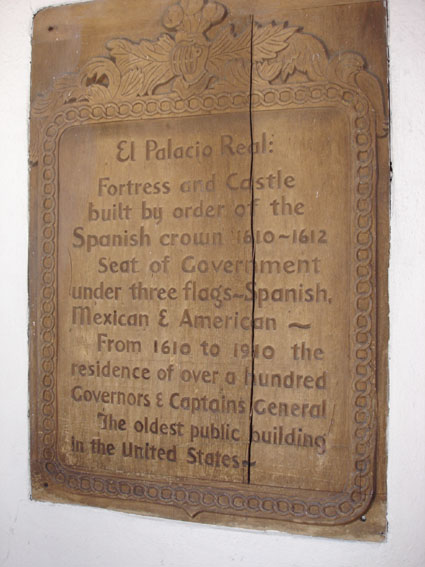 El Palacio Real:
Fortress and Castle
built by order of the
Spanish crown 1610~1612
Seat of Government
under three flags~Spanish,
Mexican & American ~
From 1610 to 1910 the
residence of over a hundred
Governors & Captains General
The oldest public building
in the United States~